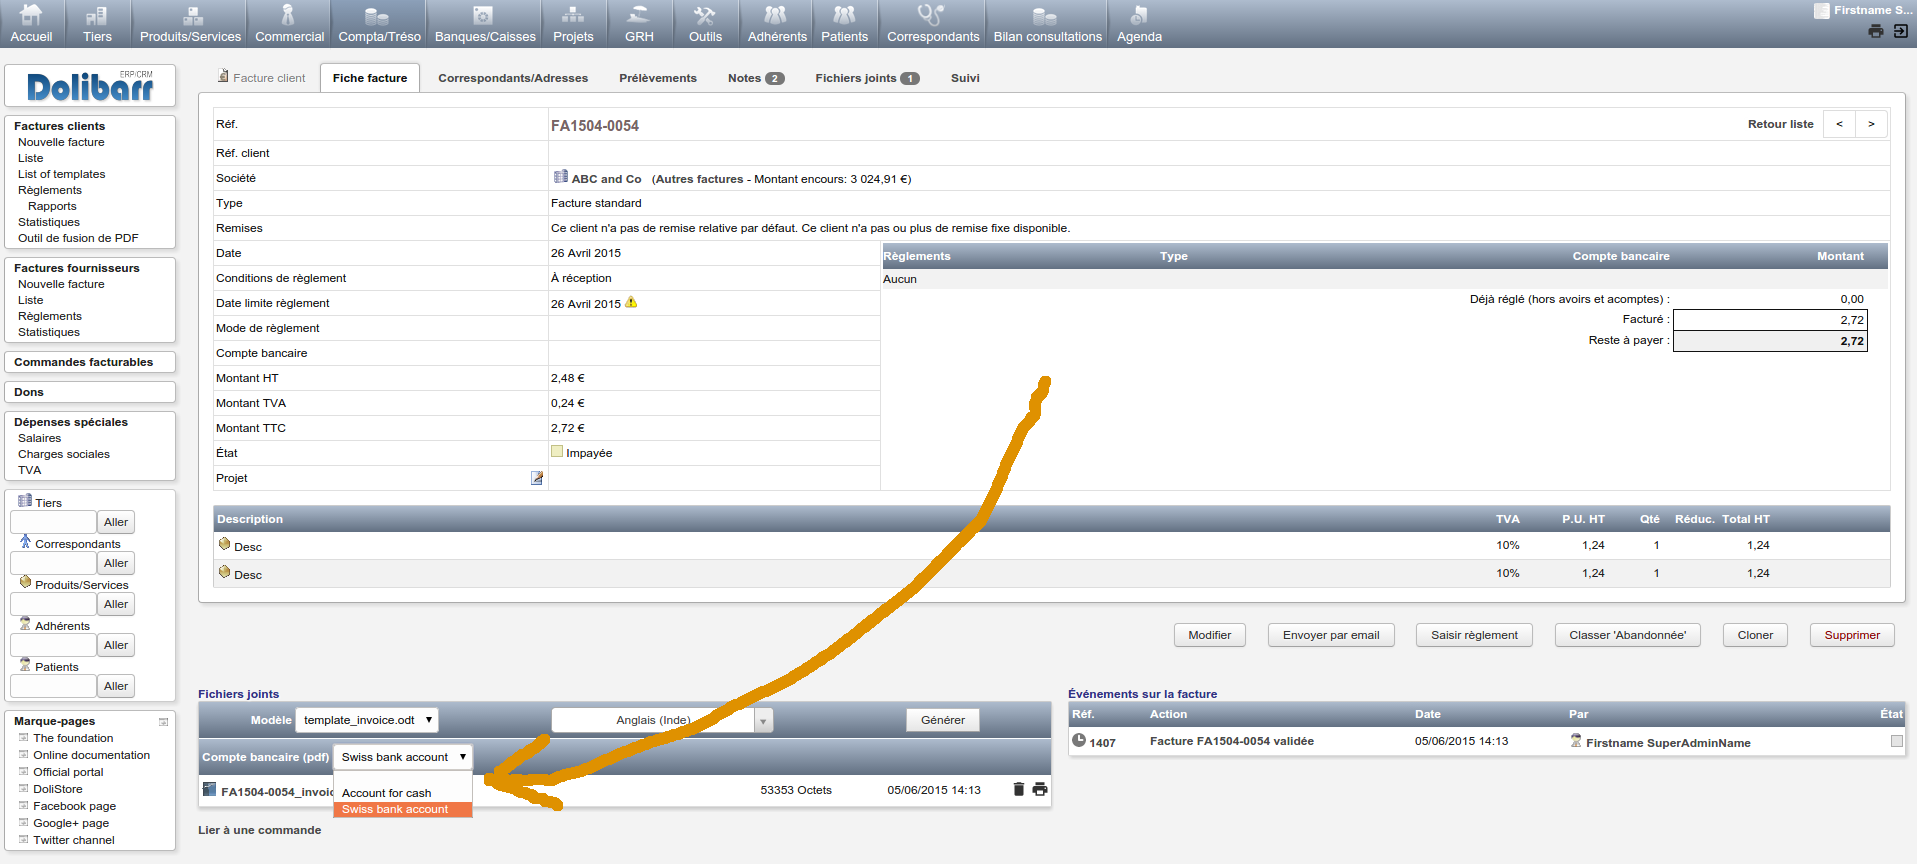 Accueil
Tiers
Produits/Services
Commercial
Compta/Tréso
Banques/Caisses
Projets
GRH
Outils
Adhérents
Patients
Correspondants
Bilan consultations
Agenda
Firstname S...
Dolibarr ERP/CRM
Factures clients
Nouvelle facture
Liste
List of templates
Règlements
Rapports
Statistiques
Outil de fusion de PDF
Factures fournisseurs
Nouvelle facture
Liste
Règlements
Statistiques
Commandes facturables
Dons
Dépenses spéciales
Salaires
Charges sociales
TVA
Tiers
Aller
Correspondants
Aller
Produits/Services
Aller
Adhérents
Aller
Patients
Aller
Marque-pages
The foundation
Online documentation
Official portal
DoliStore
Facebook page
Google+ page
Twitter channel
Facture client
Fiche facture
Correspondants/Adresses
Prélèvements
Notes 2
Fichiers joints 1
Suivi
Réf. FA1504-0054 Retour liste < >
Réf. client
Société ABC and Co (Autres factures - Montant encours: 3 024,91 €)
Type Facture standard
Remises Ce client n'a pas de remise relative par défaut. Ce client n'a pas ou plus de remise fixe disponible.
Date 26 Avril 2015
Conditions de règlement À réception
Date limite règlement 26 Avril 2015
Mode de règlement
Compte bancaire
Montant HT 2,48 €
Montant TVA 0,24 €
Montant TTC 2,72 €
État Impayée
Projet
Règlements Type Compte bancaire Montant
Aucun
Déjà réglé (hors avoirs et acomptes) : 0,00
Facturé : 2,72
Reste à payer : 2,72
Description TVA P.U. HT Qté Réduc. Total HT
Desc 10% 1,24 1 1,24
Desc 10% 1,24 1 1,24
Modifier
Envoyer par email
Saisir règlement
Classer 'Abandonnée'
Cloner
Supprimer
Fichiers joints
Modèle template_invoice.odt Anglais (Inde) Générer
Compte bancaire (pdf) Swiss bank account
Account for cash
Swiss bank account
FA1504-0054_invoic 53353 Octets 05/06/2015 14:13
Lier à une commande
Événements sur la facture
Réf. Action Date Par État
1407 Facture FA1504-0054 validée 05/06/2015 14:13 Firstname SuperAdminName